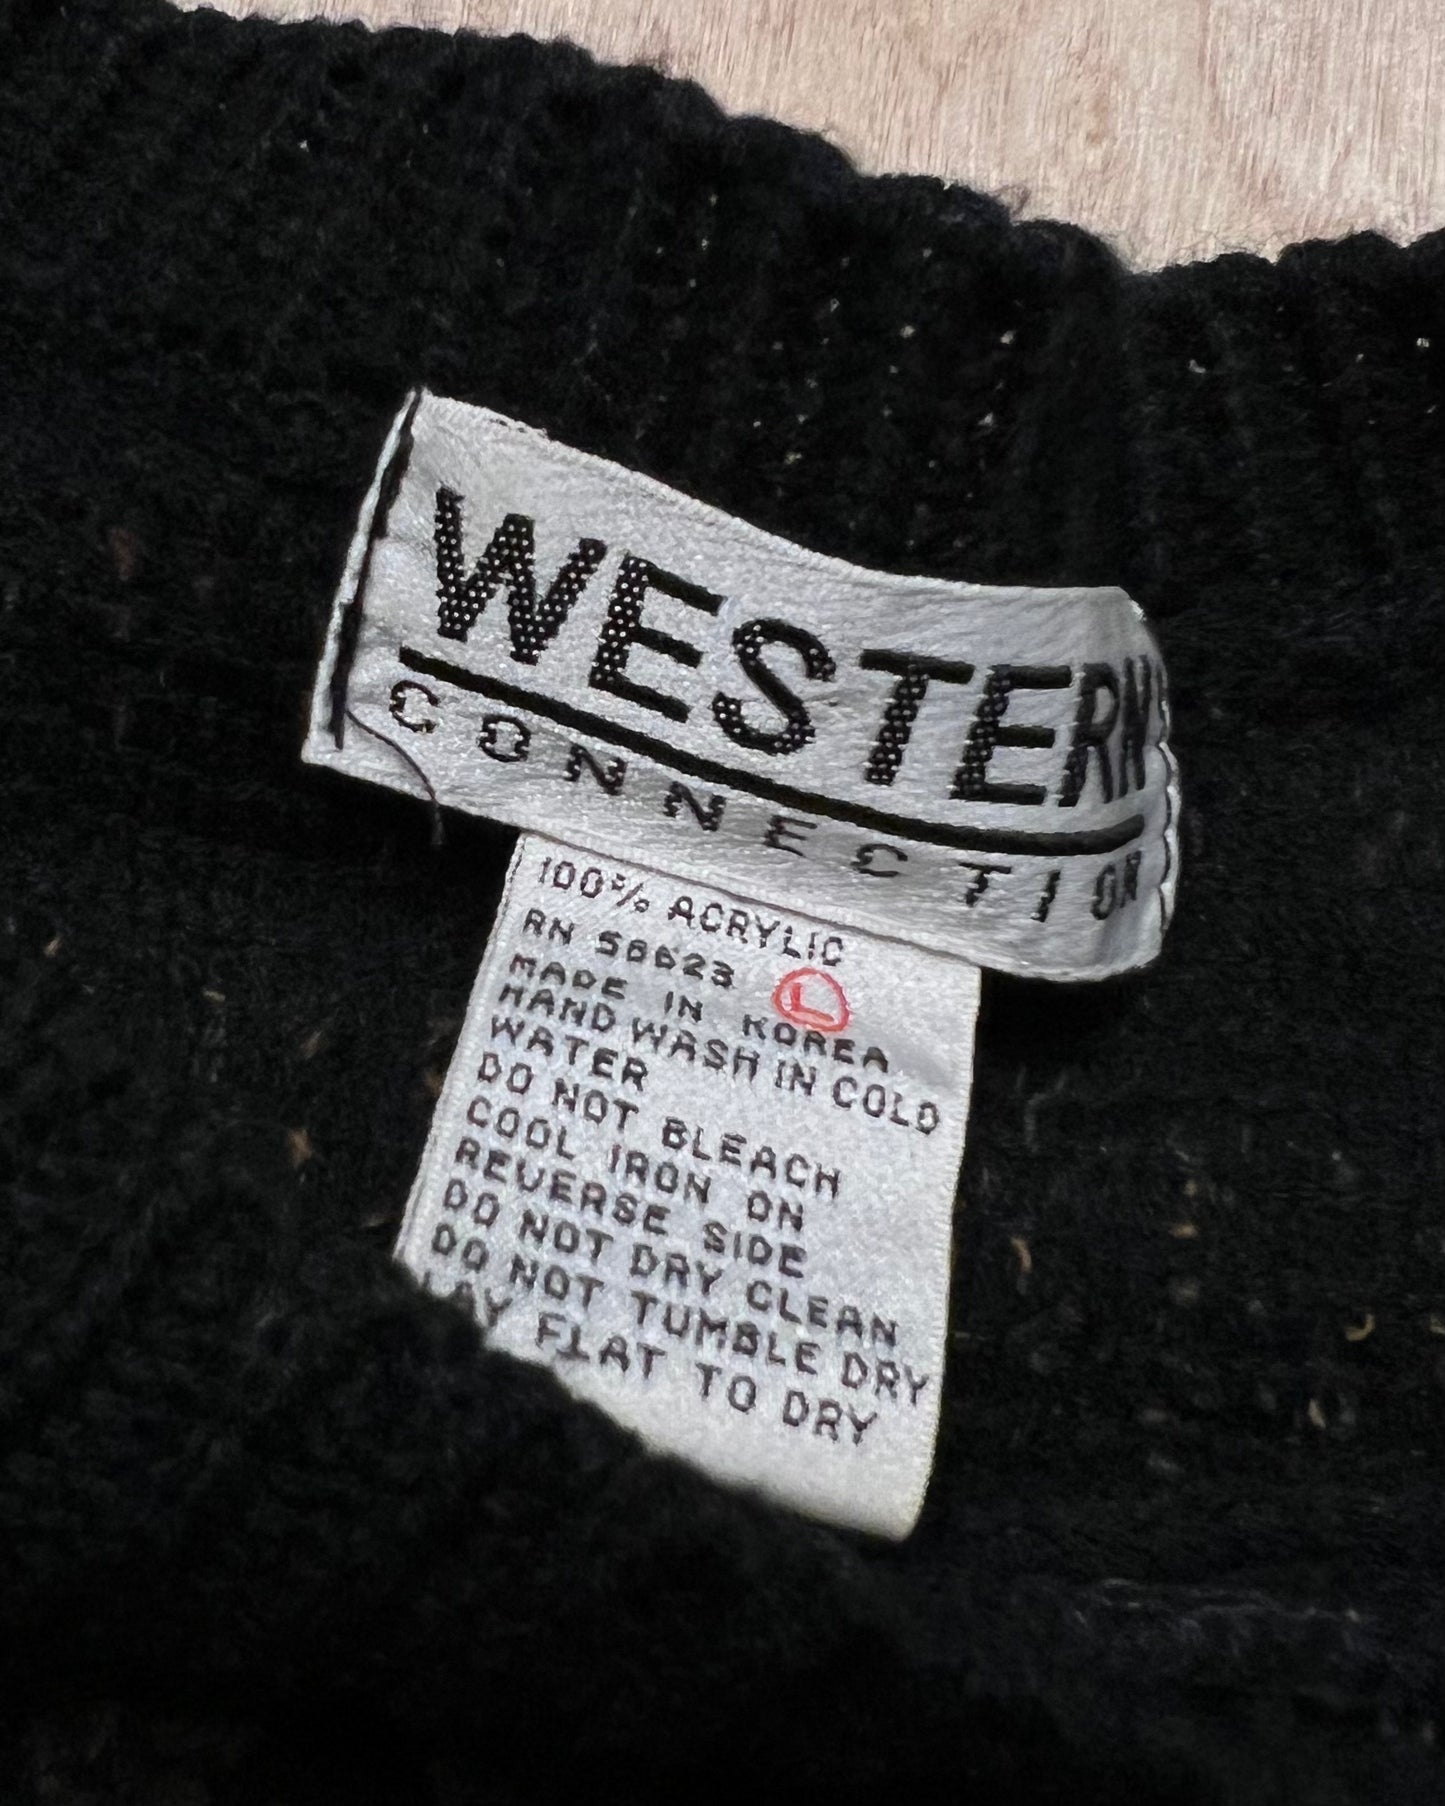 WESTERN
CONNECTION
100% ACRYLIC
RN 58623
L
MADE IN KOREA
HAND WASH IN COLD
WATER
DO NOT BLEACH
COOL IRON ON
REVERSE SIDE
DO NOT DRY CLEAN
DO NOT TUMBLE DRY
LAY FLAT TO DRY